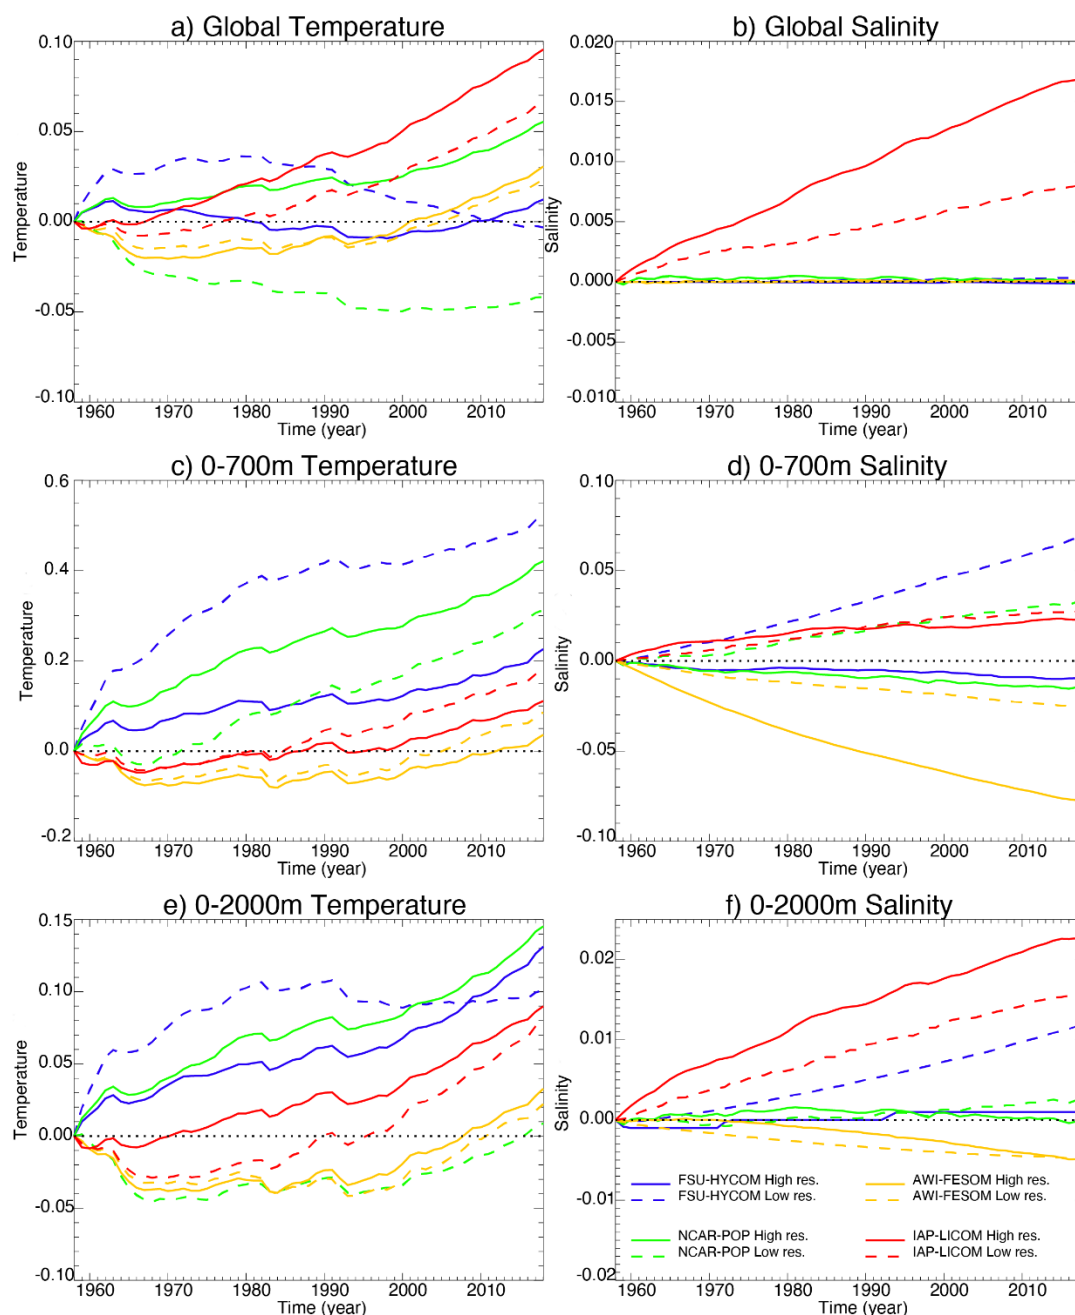 a) Global Temperature
0.10
0.05
0.00
-0.05
-0.10
Temperature
1960 1970 1980 1990 2000 2010
Time (year)
b) Global Salinity
0.020
0.015
0.010
0.005
0.000
-0.005
-0.010
Salinity
1960 1970 1980 1990 2000 2010
Time (year)
c) 0-700m Temperature
0.6
0.4
0.2
0.0
-0.2
Temperature
1960 1970 1980 1990 2000 2010
Time (year)
d) 0-700m Salinity
0.10
0.05
0.00
-0.05
-0.10
Salinity
1960 1970 1980 1990 2000 2010
Time (year)
e) 0-2000m Temperature
0.15
0.10
0.05
0.00
-0.05
-0.10
Temperature
1960 1970 1980 1990 2000 2010
Time (year)
f) 0-2000m Salinity
0.02
0.01
0.00
-0.01
-0.02
Salinity
FSU-HYCOM High res.
FSU-HYCOM Low res.
AWI-FESOM High res.
AWI-FESOM Low res.
NCAR-POP High res.
NCAR-POP Low res.
IAP-LICOM High res.
IAP-LICOM Low res.
1960 1970 1980 1990 2000 2010
Time (year)